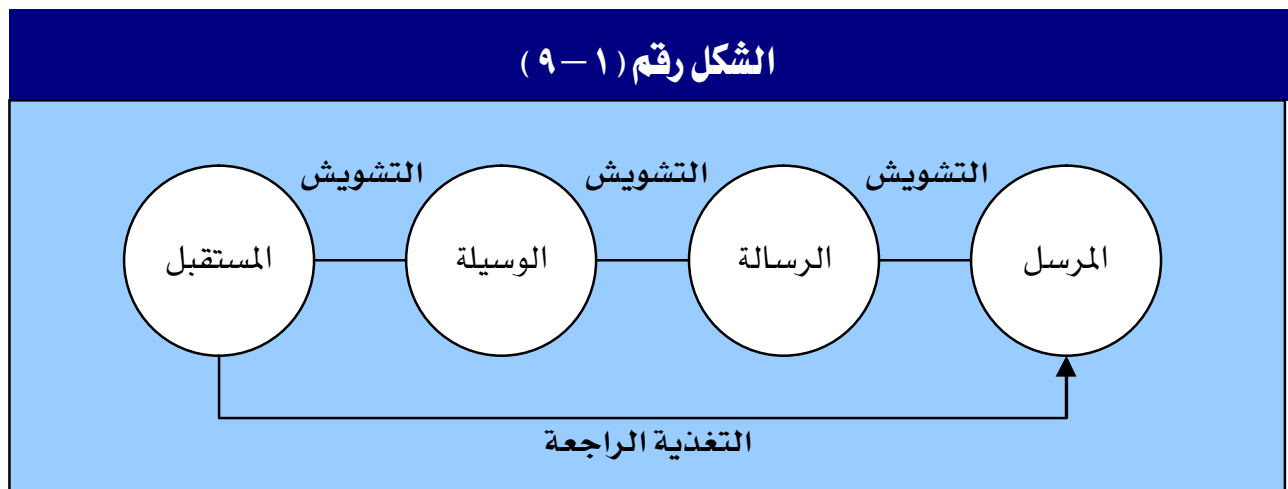 الشكل رقم (١ – ٩)
التشويش التشويش التشويش
المرسل الرسالة الوسيلة المستقبل
التغذية الراجعة